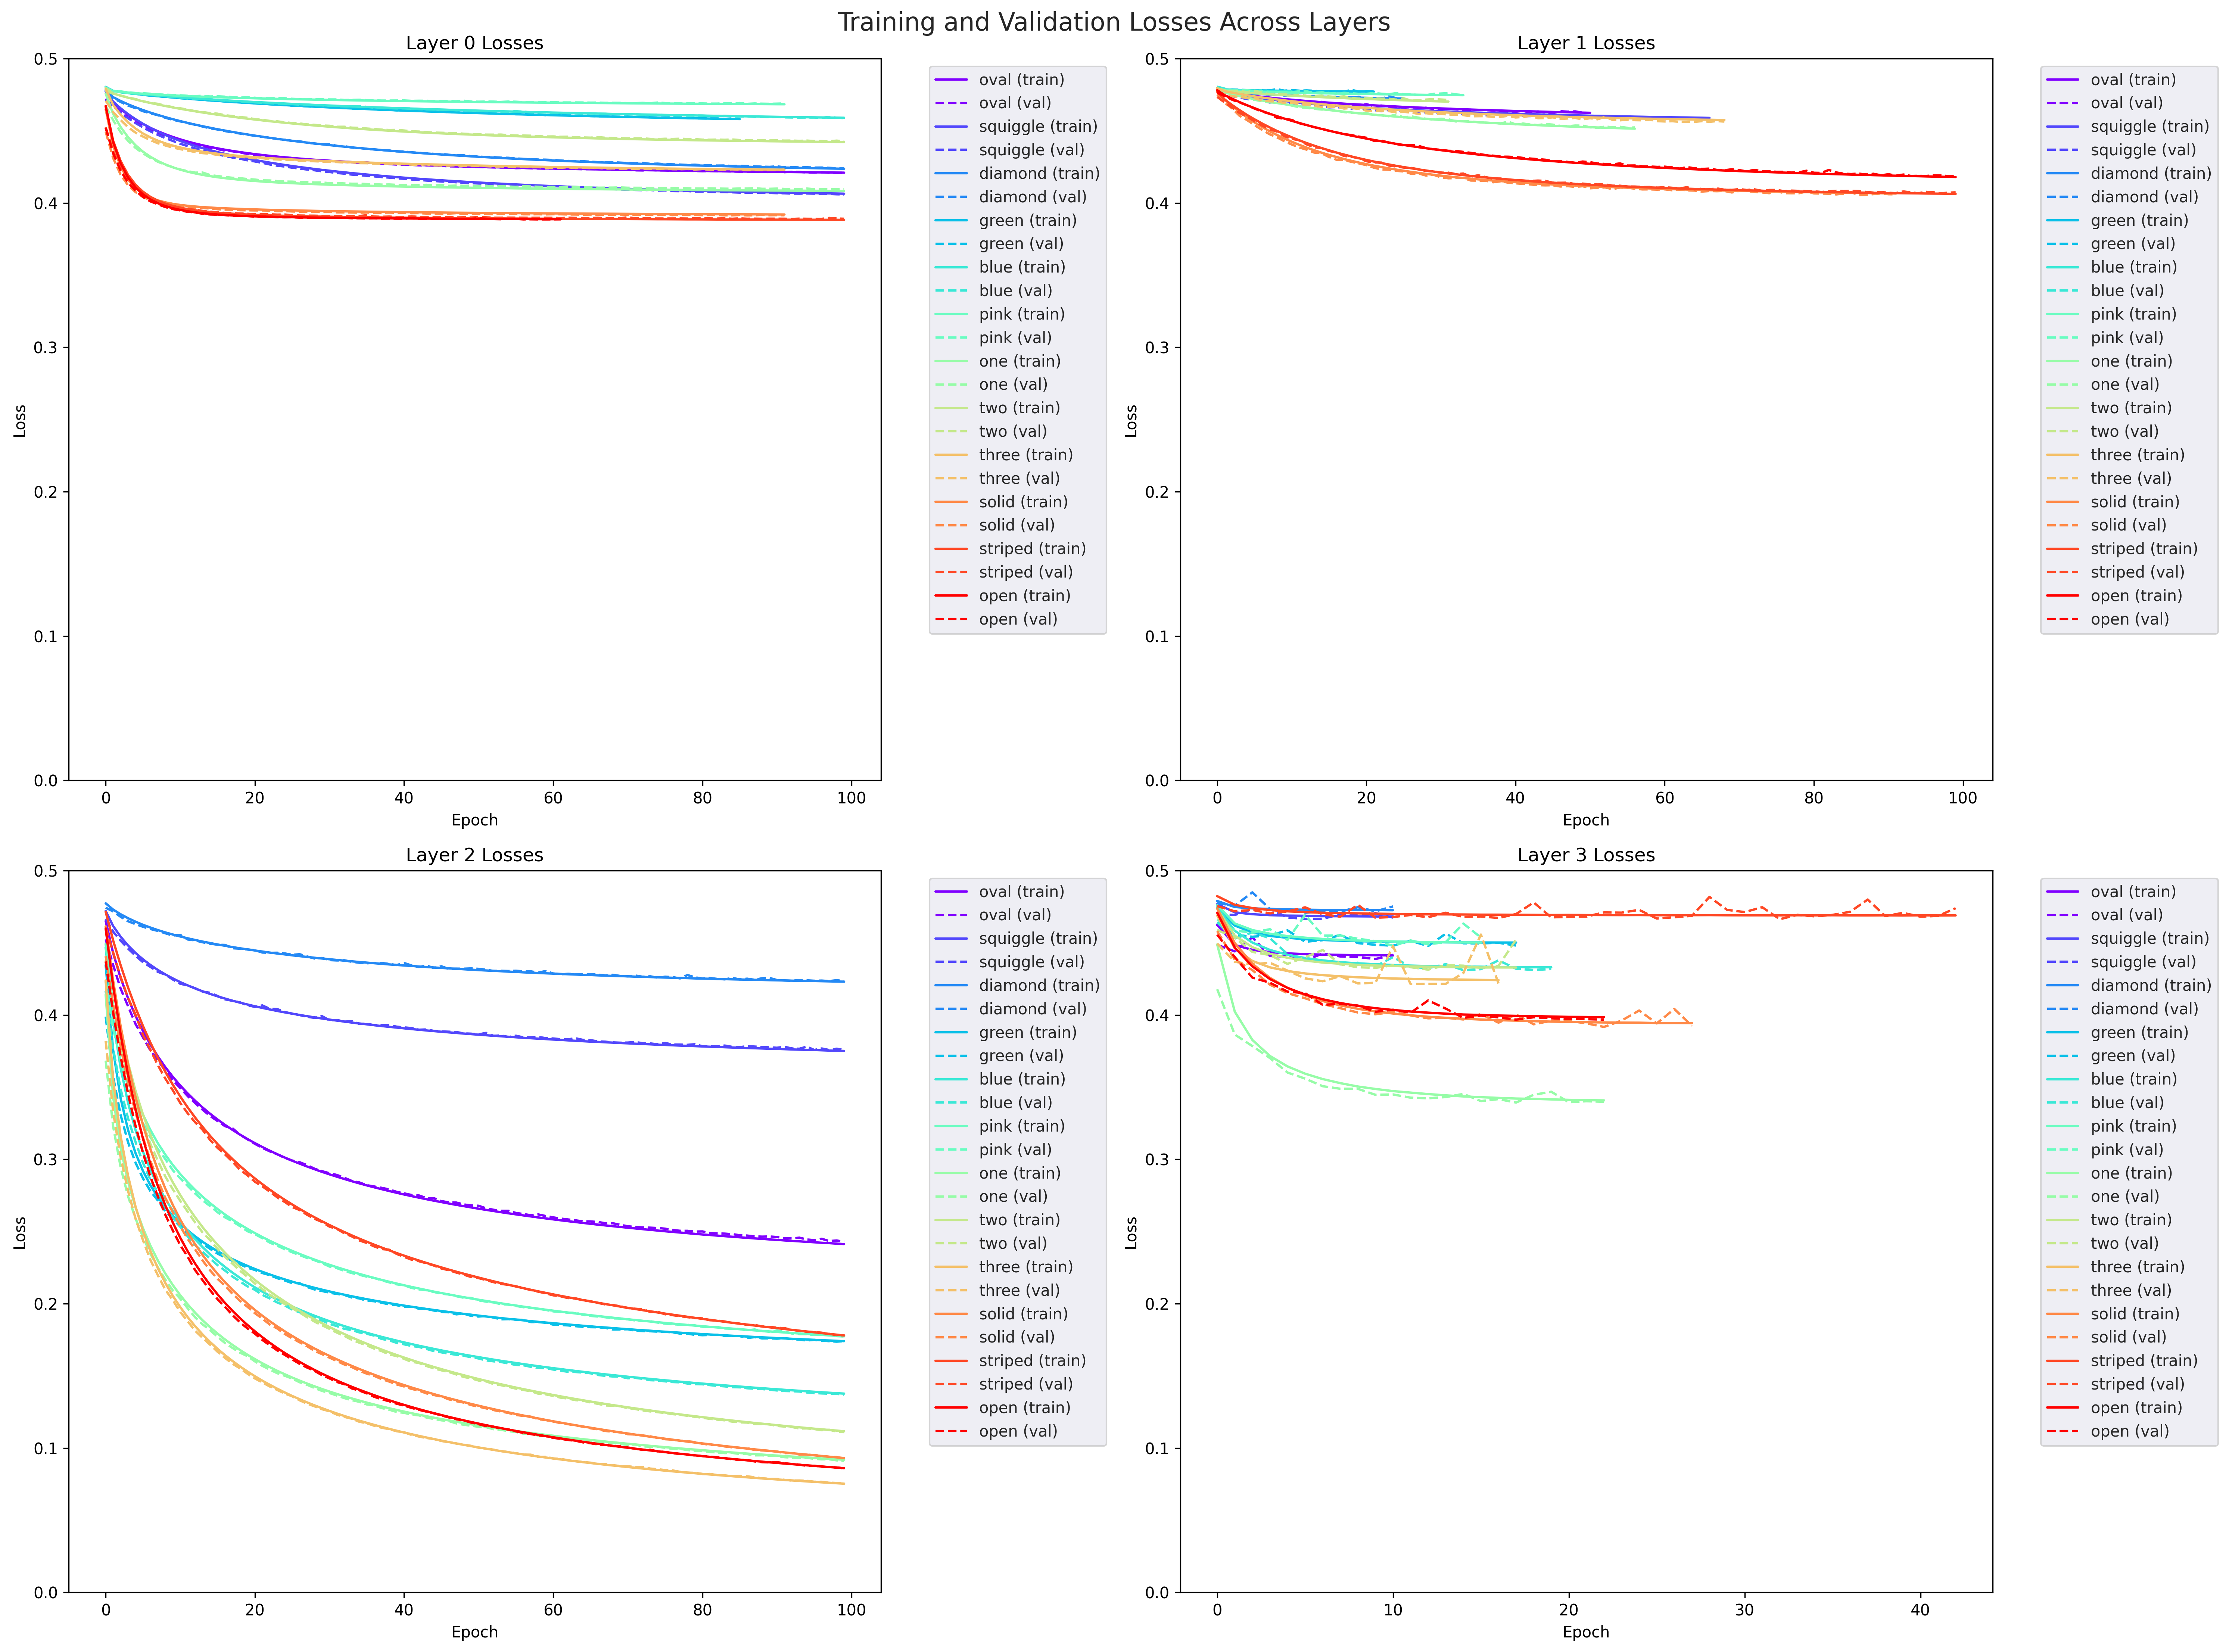 Training and Validation Losses Across Layers
Layer 0 Losses
Loss
0.5
0.4
0.3
0.2
0.1
0.0
0 20 40 60 80 100
Epoch
oval (train)
oval (val)
squiggle (train)
squiggle (val)
diamond (train)
diamond (val)
green (train)
green (val)
blue (train)
blue (val)
pink (train)
pink (val)
one (train)
one (val)
two (train)
two (val)
three (train)
three (val)
solid (train)
solid (val)
striped (train)
striped (val)
open (train)
open (val)
Layer 1 Losses
Loss
0.5
0.4
0.3
0.2
0.1
0.0
0 20 40 60 80 100
Epoch
oval (train)
oval (val)
squiggle (train)
squiggle (val)
diamond (train)
diamond (val)
green (train)
green (val)
blue (train)
blue (val)
pink (train)
pink (val)
one (train)
one (val)
two (train)
two (val)
three (train)
three (val)
solid (train)
solid (val)
striped (train)
striped (val)
open (train)
open (val)
Layer 2 Losses
Loss
0.5
0.4
0.3
0.2
0.1
0.0
0 20 40 60 80 100
Epoch
oval (train)
oval (val)
squiggle (train)
squiggle (val)
diamond (train)
diamond (val)
green (train)
green (val)
blue (train)
blue (val)
pink (train)
pink (val)
one (train)
one (val)
two (train)
two (val)
three (train)
three (val)
solid (train)
solid (val)
striped (train)
striped (val)
open (train)
open (val)
Layer 3 Losses
Loss
0.5
0.4
0.3
0.2
0.1
0.0
0 10 20 30 40
Epoch
oval (train)
oval (val)
squiggle (train)
squiggle (val)
diamond (train)
diamond (val)
green (train)
green (val)
blue (train)
blue (val)
pink (train)
pink (val)
one (train)
one (val)
two (train)
two (val)
three (train)
three (val)
solid (train)
solid (val)
striped (train)
striped (val)
open (train)
open (val)